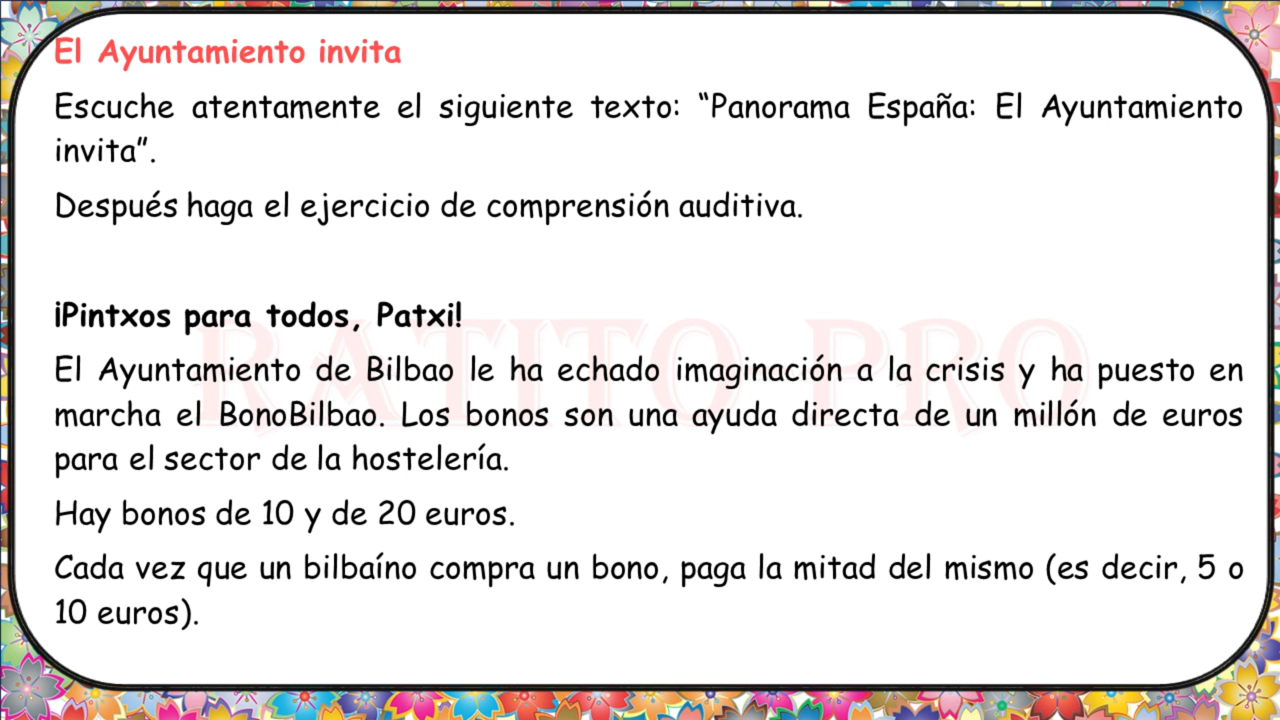 El Ayuntamiento invita
Escuche atentamente el siguiente texto: “Panorama España: El Ayuntamiento
invita”.
Después haga el ejercicio de comprensión auditiva.
¡Pintxos para todos, Patxi!
RATITO PRO
El Ayuntamiento de Bilbao le ha echado imaginación a la crisis y ha puesto en
marcha el BonoBilbao. Los bonos son una ayuda directa de un millón de euros
para el sector de la hostelería.
Hay bonos de 10 y de 20 euros.
Cada vez que un bilbaíno compra un bono, paga la mitad del mismo (es decir, 5 o
10 euros).